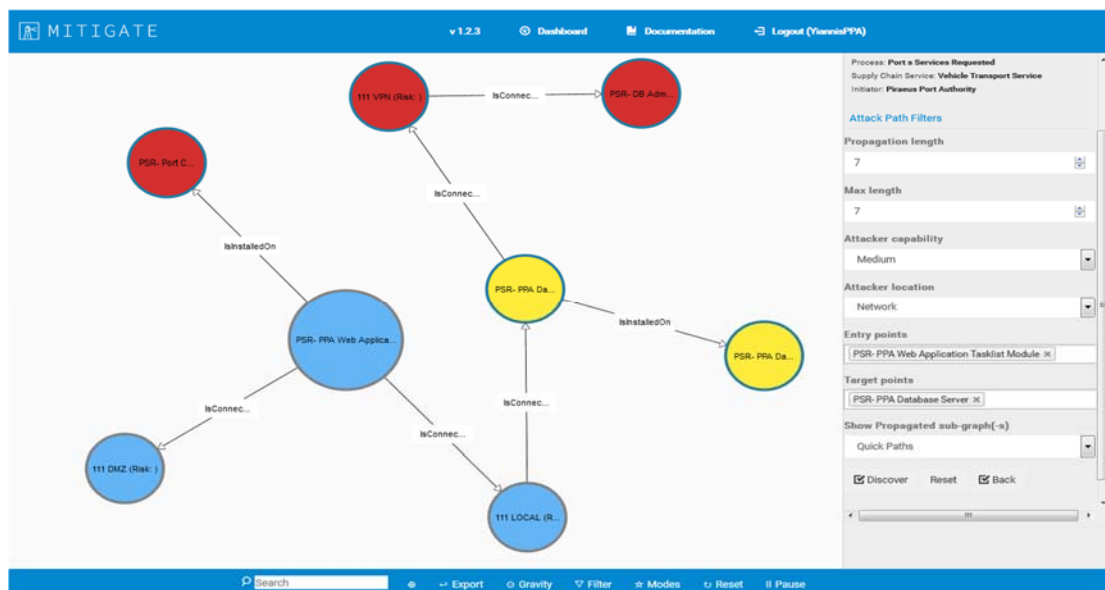 MITIGATE
v 1.2.3 Dashboard Documentation Logout (YiannisPPA)
111 VPN (Risk: )
IsConnec...
PSR- DB Adm...
PSR- Port C...
IsConnec...
IsInstalledOn
PSR- PPA Da...
IsInstalledOn
PSR- PPA Web Applica...
PSR- PPA Da...
IsConnec...
IsConnec...
IsConnec...
111 DMZ (Risk: )
111 LOCAL (R...
Process: Port s Services Requested
Supply Chain Service: Vehicle Transport Service
Initiator: Piraeus Port Authority
Attack Path Filters
Propagation length
7
Max length
7
Attacker capability
Medium
Attacker location
Network
Entry points
PSR- PPA Web Application Tasklist Module ×
Target points
PSR- PPA Database Server ×
Show Propagated sub-graph(-s)
Quick Paths
Discover Reset Back
Search Export Gravity Filter Modes Reset Pause